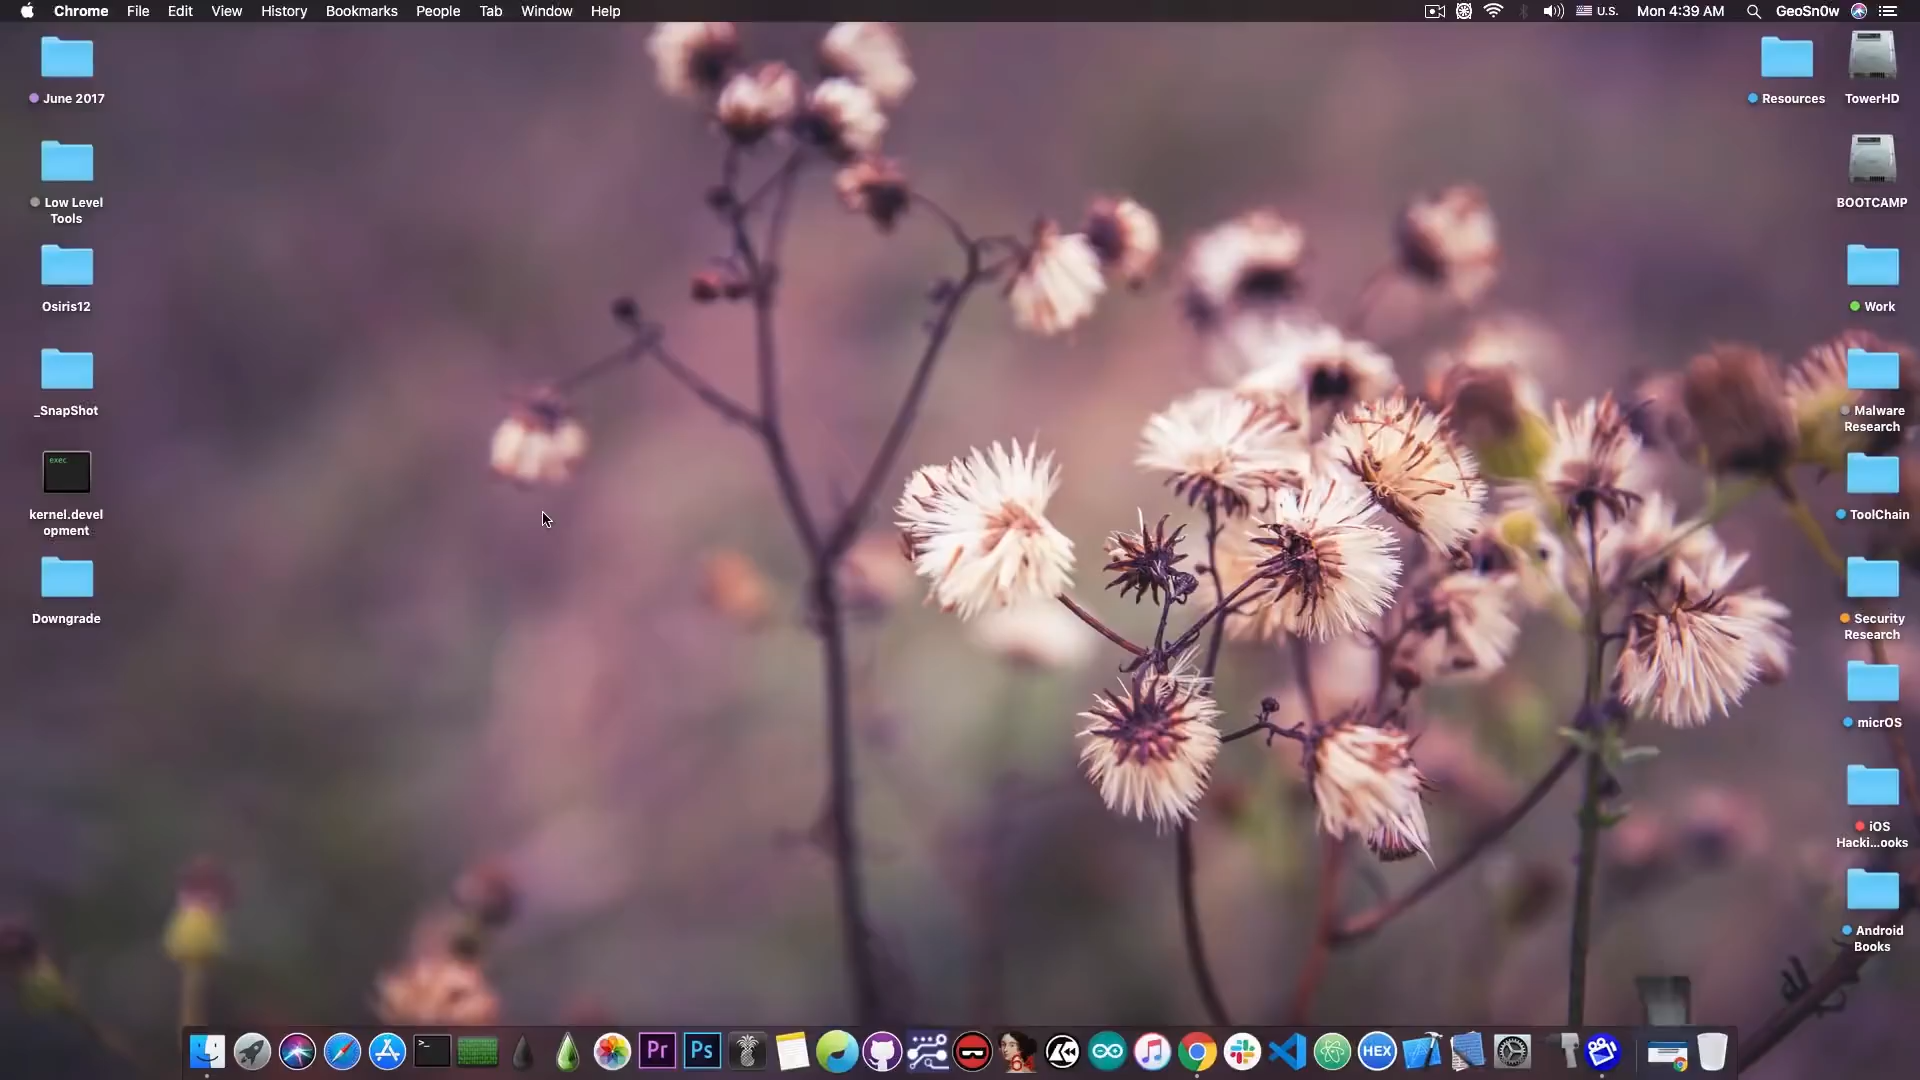 Chrome File Edit View History Bookmarks People Tab Window Help
U.S. Mon 4:39 AM GeoSn0w
June 2017
Low Level
Tools
Osiris12
_SnapShot
exec
kernel.devel
opment
Downgrade
Resources
TowerHD
BOOTCAMP
Work
Malware
Research
ToolChain
Security
Research
micrOS
iOS
Hacki...ooks
Android
Books
>_
Pr
Ps
64
HEX